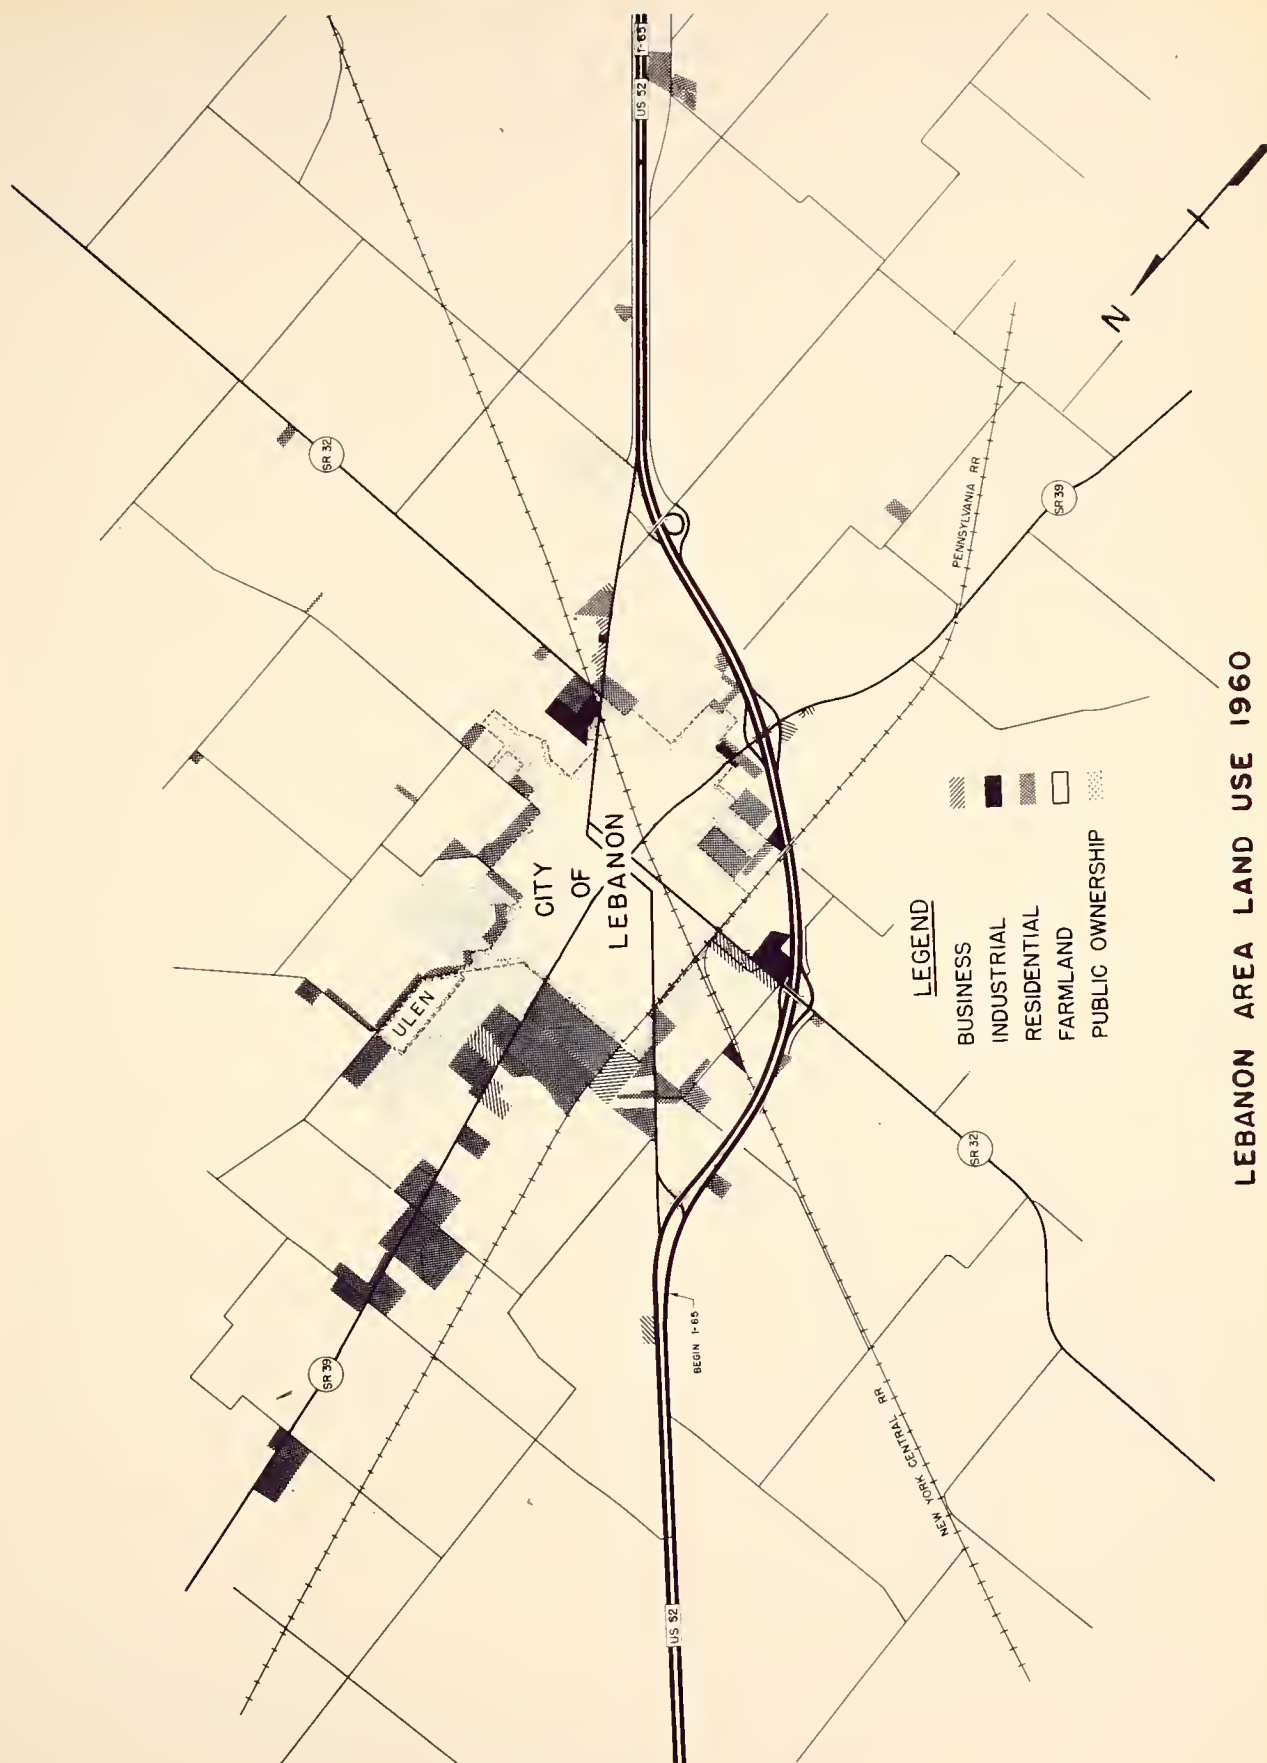 US 52
I-65
SR 32
SR 39
PENNSYLVANIA RR
N
CITY
OF
LEBANON
ULEN
LEGEND
BUSINESS
INDUSTRIAL
RESIDENTIAL
FARMLAND
PUBLIC OWNERSHIP
SR 39
SR 32
BEGIN I-65
NEW YORK CENTRAL RR
US 52
LEBANON AREA LAND USE 1960